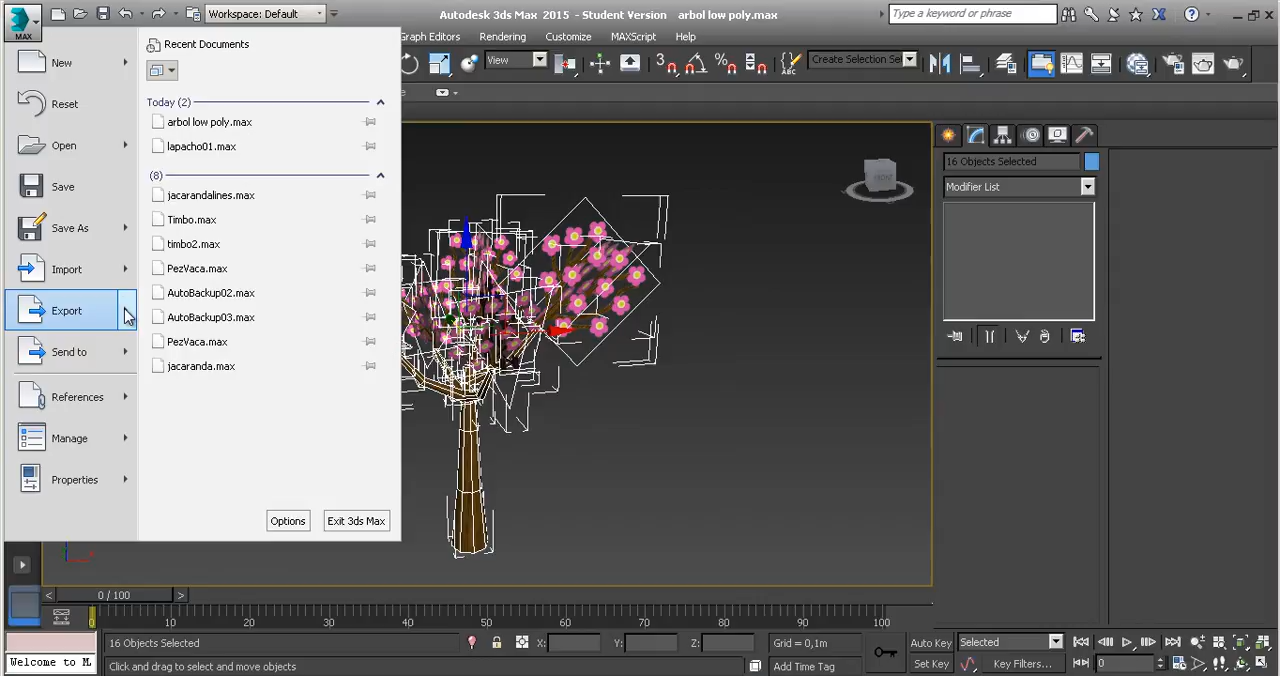 Workspace: Default
Autodesk 3ds Max 2015 - Student Version arbol low poly.max
Type a keyword or phrase
MAX
Graph Editors Rendering Customize MAXScript Help
View
Create Selection Se
New
Reset
Open
Save
Save As
Import
Export
Send to
References
Manage
Properties
Recent Documents
Today (2)
arbol low poly.max
lapacho01.max
(8)
jacarandalines.max
Timbo.max
timbo2.max
PezVaca.max
AutoBackup02.max
AutoBackup03.max
PezVaca.max
jacaranda.max
Options Exit 3ds Max
FRONT
16 Objects Selected
Modifier List
0 / 100
10 20 30 40 50 60 70 80 90 100
16 Objects Selected X: Y: Z: Grid = 0,1m Auto Key Selected
Welcome to M Click and drag to select and move objects Add Time Tag Set Key Key Filters... 0